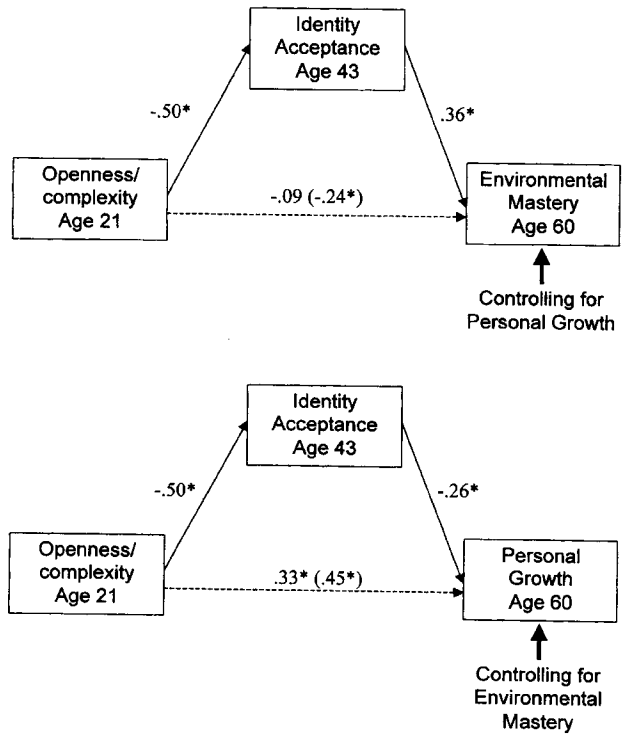 Identity
Acceptance
Age 43
-.50*
.36*
Openness/
complexity
Age 21
-.09 (-.24*)
Environmental
Mastery
Age 60
Controlling for
Personal Growth
Identity
Acceptance
Age 43
-.50*
-.26*
Openness/
complexity
Age 21
.33* (.45*)
Personal
Growth
Age 60
Controlling for
Environmental
Mastery